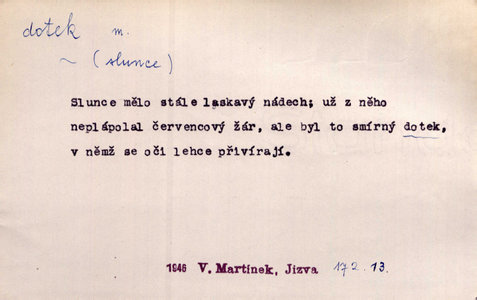 dotek m.
~ (slunce)
Slunce mělo stále laskavý nádech; už z něho
neplápolal červencový žár, ale byl to smírný dotek,
v němž se oči lehce přivírají.
1946 V. Martínek, Jizva 172. 13.